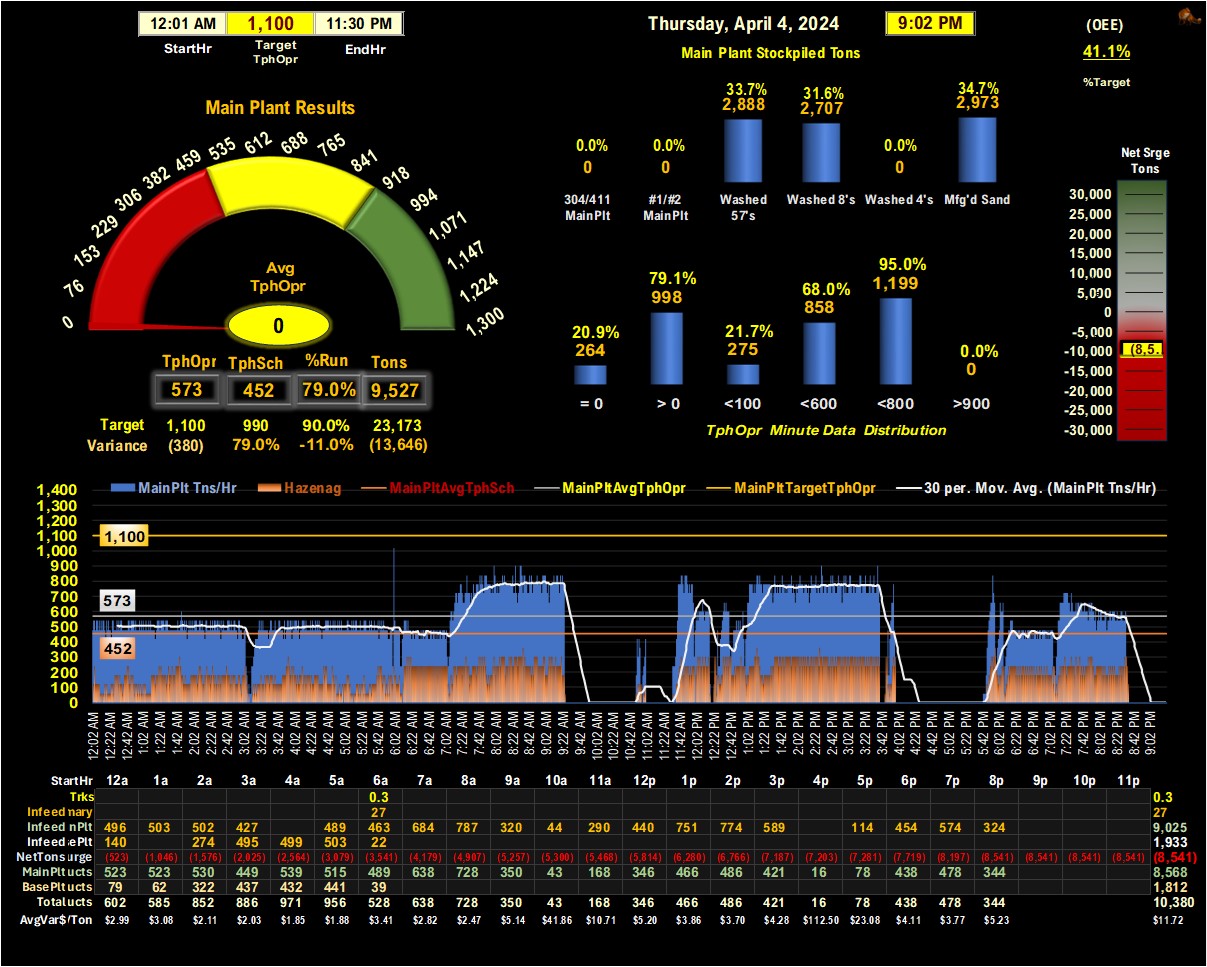 12:01 AM 1,100 11:30 PM
StartHr Target TphOpr EndHr
Thursday, April 4, 2024 9:02 PM
(OEE)
41.1%
%Target
Main Plant Stockpiled Tons
33.7% 31.6% 34.7%
2,888 2,707 2,973
0.0% 0.0% 0.0%
0 0 0
304/411 MainPlt #1/#2 MainPlt Washed 57's Washed 8's Washed 4's Mfg'd Sand
Main Plant Results
0 76 153 229 306 382 459 535 612 688 765 841 918 994 1,071 1,147 1,224 1,300
Avg
TphOpr
0
TphOpr TphSch %Run Tons
573 452 79.0% 9,527
Target 1,100 990 90.0% 23,173
Variance (380) 79.0% -11.0% (13,646)
20.9% 79.1% 21.7% 68.0% 95.0% 0.0%
264 998 275 858 1,199 0
= 0 > 0 <100 <600 <800 >900
TphOpr Minute Data Distribution
Net Srge
Tons
30,000
25,000
20,000
15,000
10,000
5,000
0
-5,000
-10,000 (8,5..
-15,000
-20,000
-25,000
-30,000
MainPlt Tns/Hr Hazenag MainPltAvgTphSch MainPltAvgTphOpr MainPltTargetTphOpr 30 per. Mov. Avg. (MainPlt Tns/Hr)
1,400
1,300
1,200
1,100
1,000
900
800
700
600
500
400
300
200
100
0
1,100
573
452
12:02 AM 12:22 AM 12:42 AM 1:02 AM 1:22 AM 1:42 AM 2:02 AM 2:22 AM 2:42 AM 3:02 AM 3:22 AM 3:42 AM 4:02 AM 4:22 AM 4:42 AM 5:02 AM 5:22 AM 5:42 AM 6:02 AM 6:22 AM 6:42 AM 7:02 AM 7:22 AM 7:42 AM 8:02 AM 8:22 AM 8:42 AM 9:02 AM 9:22 AM 9:42 AM 10:02 AM 10:22 AM 10:42 AM 11:02 AM 11:22 AM 11:42 AM 12:02 PM 12:22 PM 12:42 PM 1:02 PM 1:22 PM 1:42 PM 2:02 PM 2:22 PM 2:42 PM 3:02 PM 3:22 PM 3:42 PM 4:02 PM 4:22 PM 4:42 PM 5:02 PM 5:22 PM 5:42 PM 6:02 PM 6:22 PM 6:42 PM 7:02 PM 7:22 PM 7:42 PM 8:02 PM 8:22 PM 8:42 PM 9:02 PM
StartHr 12a 1a 2a 3a 4a 5a 6a 7a 8a 9a 10a 11a 12p 1p 2p 3p 4p 5p 6p 7p 8p 9p 10p 11p
Trks 0.3 0.3
Infeed mary 27 27
Infeed nPlt 496 503 502 427 489 463 684 787 320 44 290 440 751 774 589 114 454 574 324 9,025
Infeed ePlt 140 274 495 499 503 22 1,933
NetTons urge (523) (1,046) (1,576) (2,025) (2,564) (3,079) (3,541) (4,179) (4,907) (5,257) (5,300) (5,468) (5,814) (6,280) (6,766) (7,187) (7,203) (7,281) (7,719) (8,197) (8,541) (8,541) (8,541) (8,541) (8,541)
MainPlt ucts 523 523 530 449 539 515 489 638 728 350 43 168 346 466 486 421 16 78 438 478 344 8,568
BasePlt ucts 79 62 322 437 432 441 39 1,812
Total ucts 602 585 852 886 971 956 528 638 728 350 43 168 346 466 486 421 16 78 438 478 344 10,380
AvgVar$/Ton $2.99 $3.08 $2.11 $2.03 $1.85 $1.88 $3.41 $2.82 $2.47 $5.14 $41.86 $10.71 $5.20 $3.86 $3.70 $4.28 $112.50 $23.08 $4.11 $3.77 $5.23 $11.72